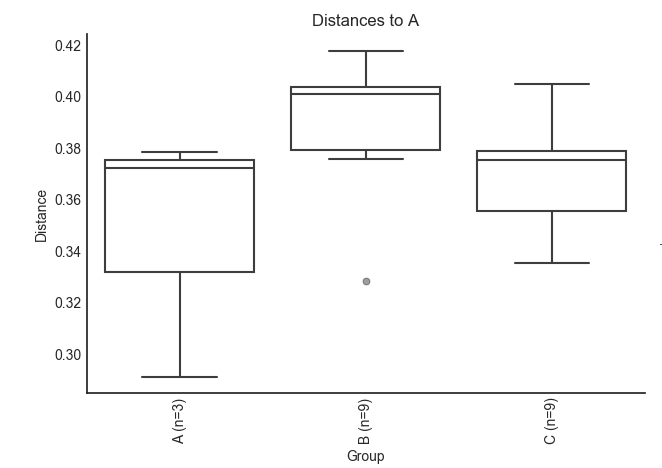 Distances to A
Distance
0.42
0.40
0.38
0.36
0.34
0.32
0.30
A (n=3)
B (n=9)
C (n=9)
Group